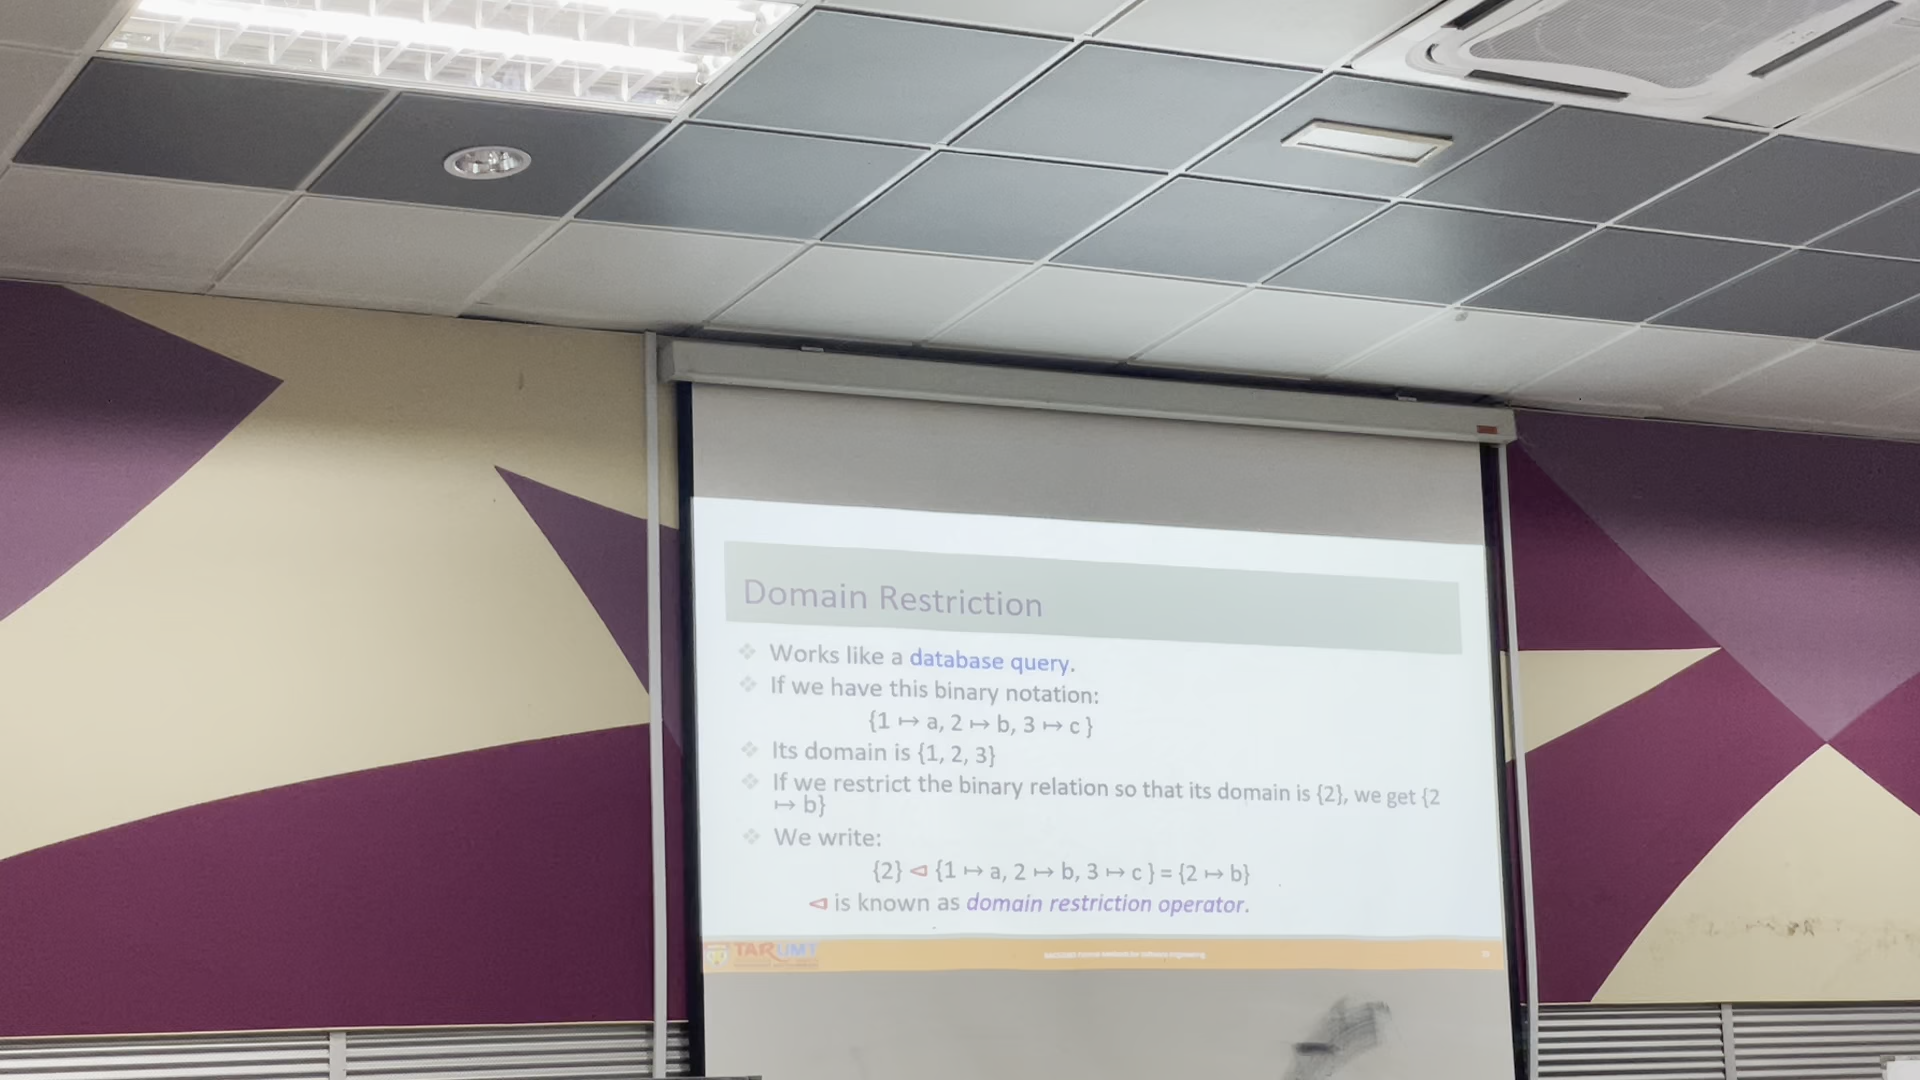 Domain Restriction
❖ Works like a database query.
❖ If we have this binary notation:
{1 ↦ a, 2 ↦ b, 3 ↦ c }
❖ Its domain is {1, 2, 3}
❖ If we restrict the binary relation so that its domain is {2}, we get {2
↦ b}
❖ We write:
{2} ⊲ {1 ↦ a, 2 ↦ b, 3 ↦ c } = {2 ↦ b}
⊲ is known as domain restriction operator.
TARUMT